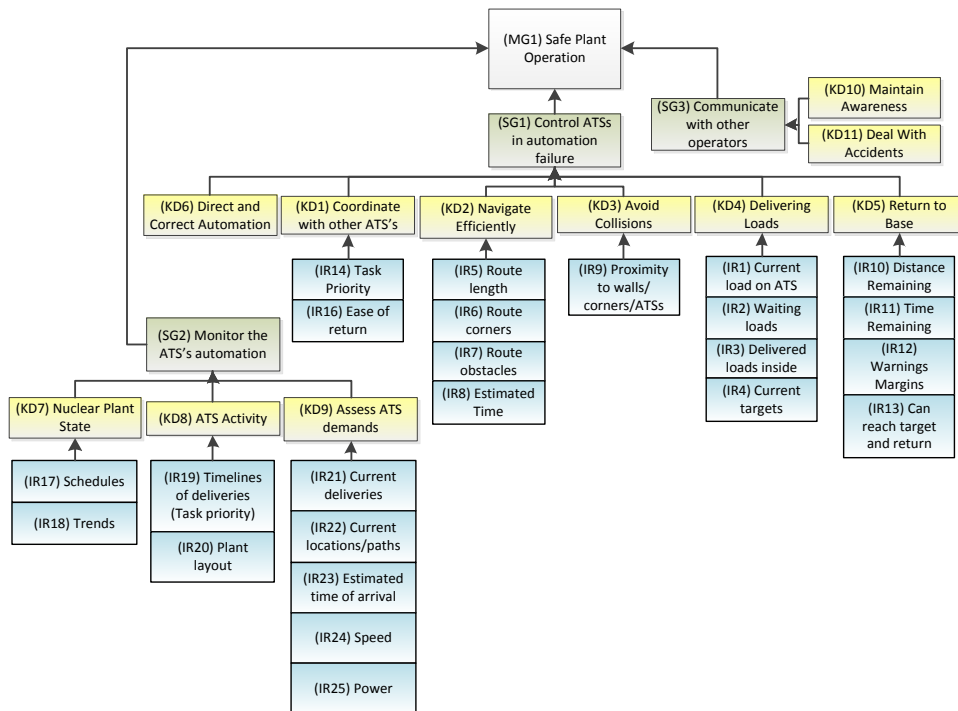 (MG1) Safe Plant
Operation
(KD10) Maintain
Awareness
(SG3) Communicate
with other
operators
(KD11) Deal With
Accidents
(SG1) Control ATSs
in automation
failure
(KD6) Direct and
Correct Automation
(KD1) Coordinate
with other ATS's
(KD2) Navigate
Efficiently
(KD3) Avoid
Collisions
(KD4) Delivering
Loads
(KD5) Return to
Base
(IR14) Task
Priority
(IR16) Ease of
return
(IR5) Route
length
(IR6) Route
corners
(IR7) Route
obstacles
(IR8) Estimated
Time
(IR9) Proximity
to walls/
corners/ATSs
(IR1) Current
load on ATS
(IR2) Waiting
loads
(IR3) Delivered
loads inside
(IR4) Current
targets
(IR10) Distance
Remaining
(IR11) Time
Remaining
(IR12)
Warnings
Margins
(IR13) Can
reach target
and return
(SG2) Monitor the
ATS's automation
(KD7) Nuclear Plant
State
(KD8) ATS Activity
(KD9) Assess ATS
demands
(IR17) Schedules
(IR18) Trends
(IR19) Timelines
of deliveries
(Task priority)
(IR20) Plant
layout
(IR21) Current
deliveries
(IR22) Current
locations/paths
(IR23) Estimated
time of arrival
(IR24) Speed
(IR25) Power